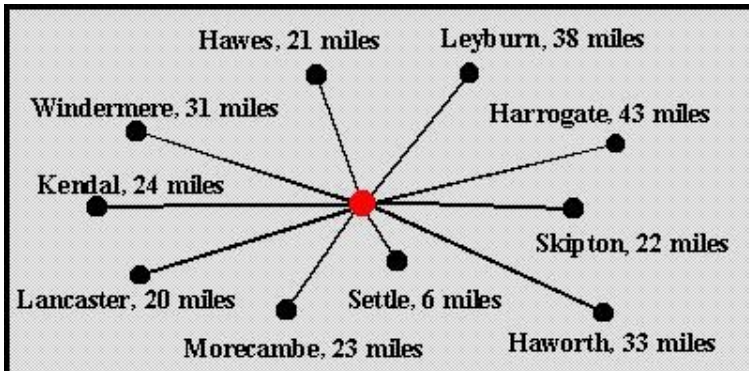 Hawes, 21 miles
Leyburn, 38 miles
Windermere, 31 miles
Harrogate, 43 miles
Kendal, 24 miles
Skipton, 22 miles
Lancaster, 20 miles
Settle, 6 miles
Morecambe, 23 miles
Haworth, 33 miles